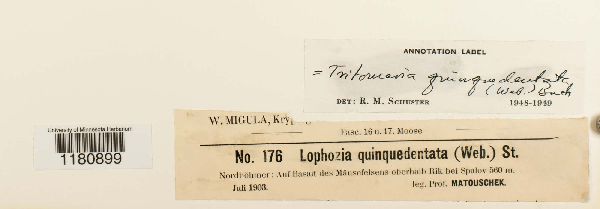 ANNOTATION LABEL
= Tritomaria quinquedentata
(Web.) Buch
DET: R. M. SCHUSTER 1948-1949
W. MIGULA,
Fasc. 16 u. 17. Moose
No. 176 Lophozia quinquedentata (Web.) St.
Nordböhmen: Auf Basalt des Mäusefelsens oberhalb Rik bei Spalov 560 m.
Juli 1903. leg. Prof. MATOUSCHEK.
University of Minnesota Herbarium
1180899